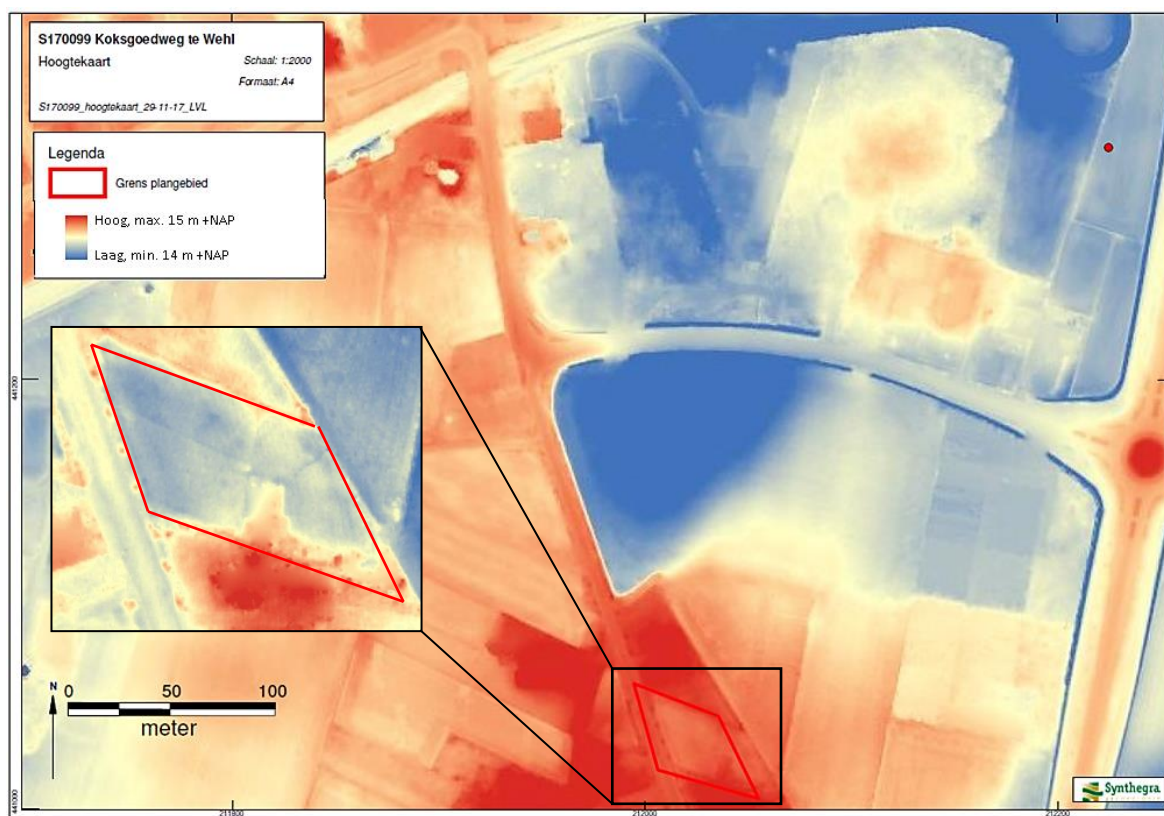 S170099 Koksgoedweg te Wehl
Hoogtekaart
Schaal: 1:2000
Formaat: A4
S170099_hoogtekaart_29-11-17_LVL
Legenda
Grens plangebied
Hoog, max. 15 m +NAP
Laag, min. 14 m +NAP
441200
N
0 50 100
meter
441000
211800
212000
212200
Synthegra